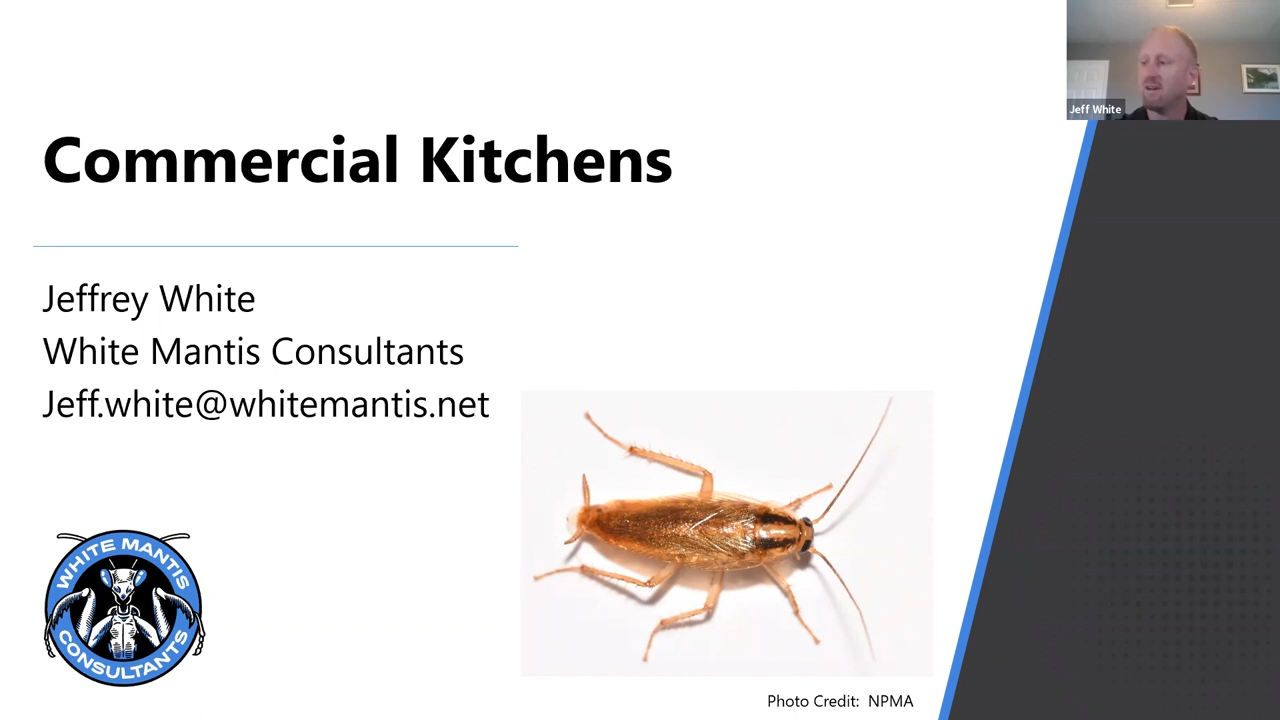 Commercial Kitchens
Jeff White
Jeffrey White
White Mantis Consultants
Jeff.white@whitemantis.net
WHITE MANTIS
CONSULTANTS
Photo Credit: NPMA